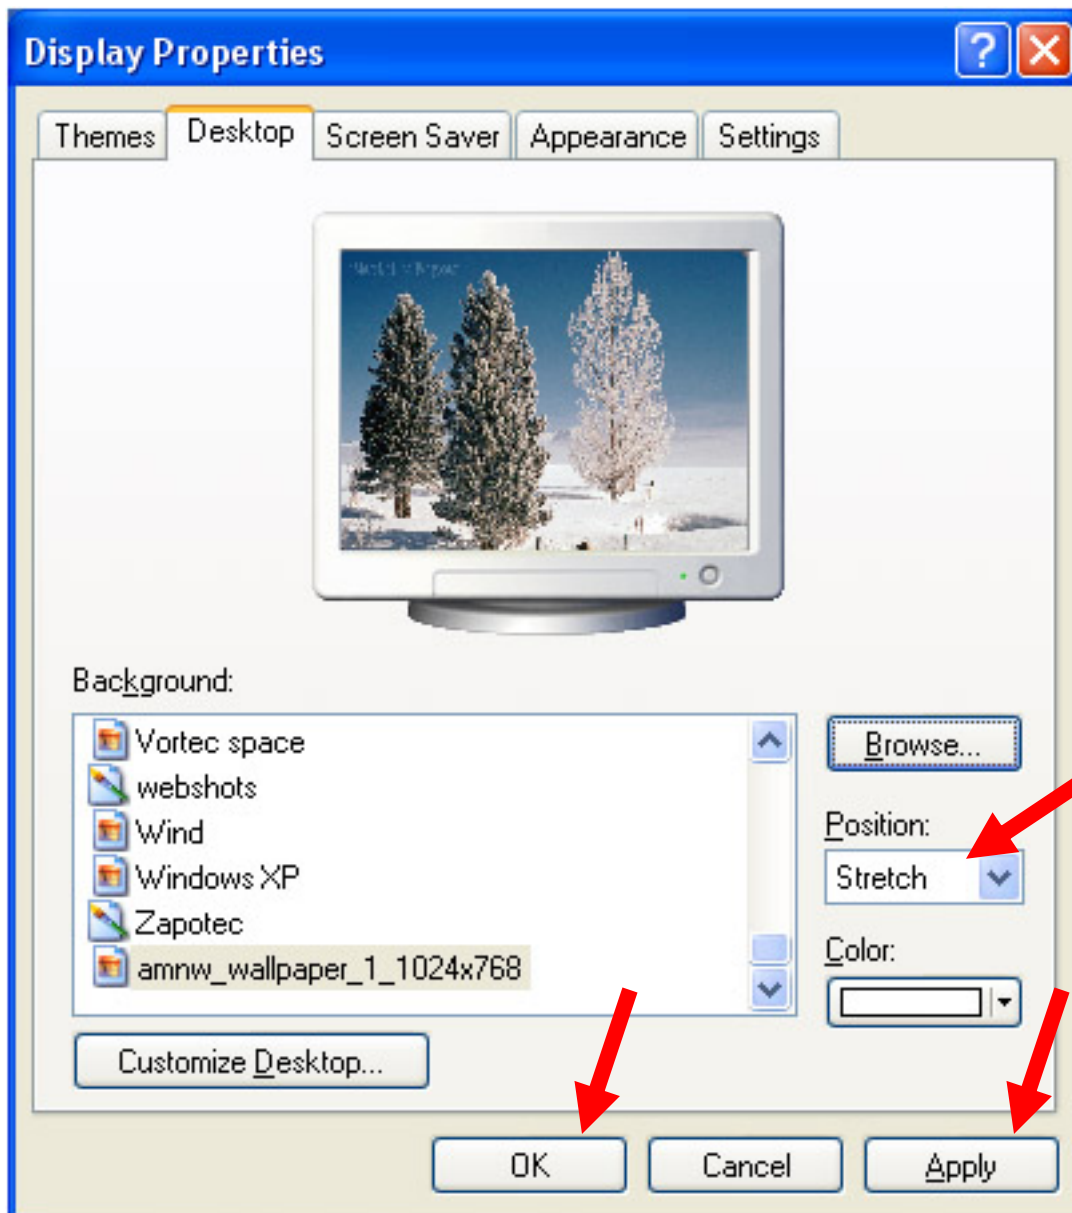 Display Properties
Themes Desktop Screen Saver Appearance Settings
Background:
Vortec space
webshots
Wind
Windows XP
Zapotec
amnw_wallpaper_1_1024x768
Browse...
Position:
Stretch
Color:
Customize Desktop...
OK Cancel Apply